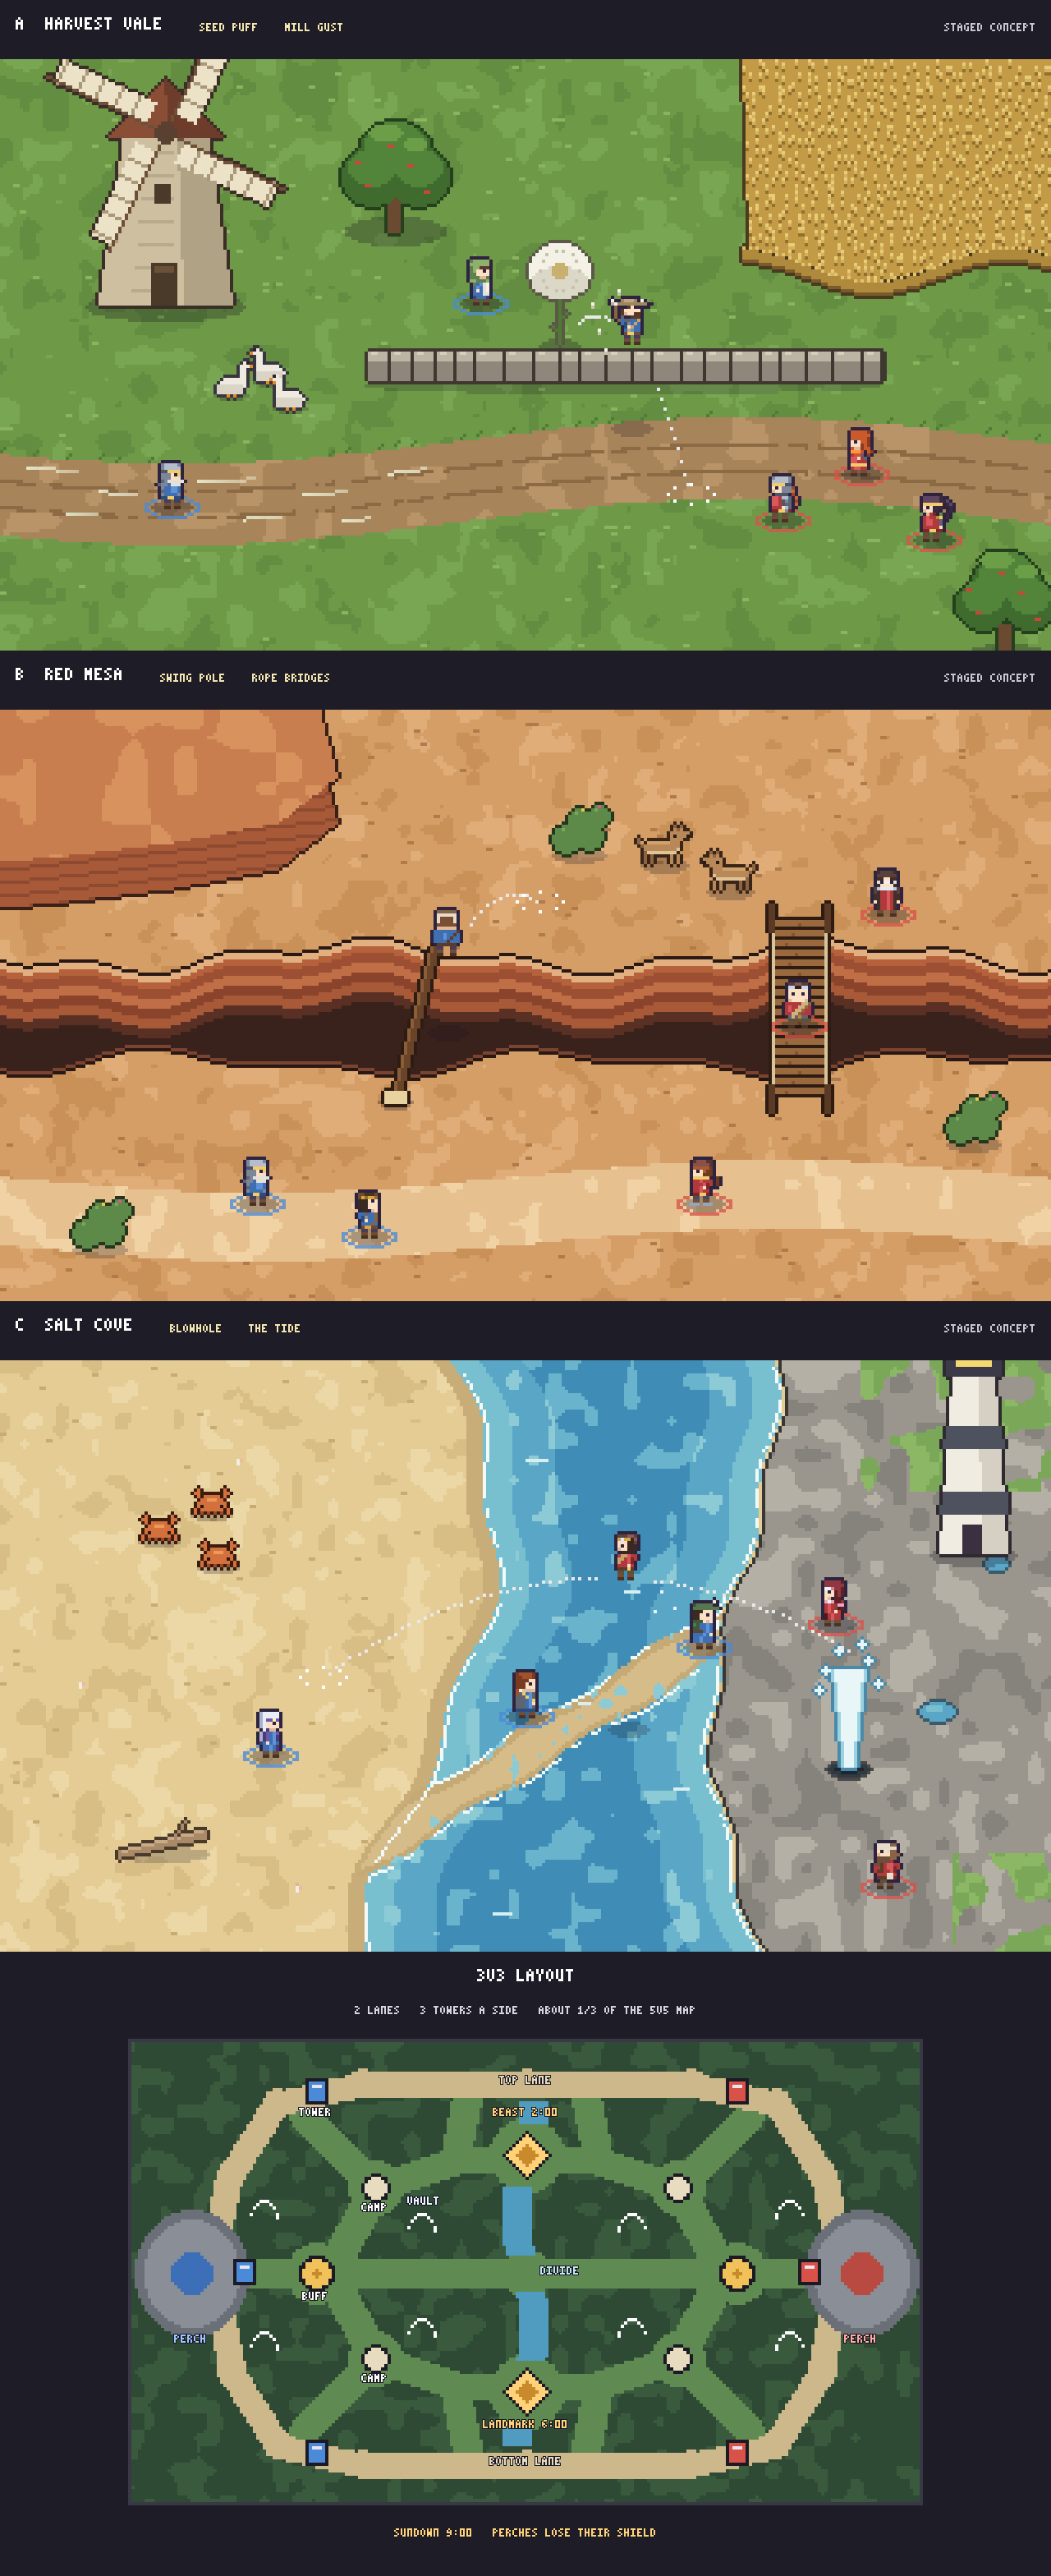 A HARVEST VALE SEED PUFF MILL GUST STAGED CONCEPT
B RED MESA SWING POLE ROPE BRIDGES STAGED CONCEPT
C SALT COVE BLOWHOLE THE TIDE STAGED CONCEPT
3V3 LAYOUT
2 LANES 3 TOWERS A SIDE ABOUT 1/3 OF THE 5V5 MAP
TOP LANE
TOWER BEAST 2:00
CAMP VAULT
DIVIDE
BUFF
PERCH PERCH
CAMP
LANDMARK 6:00
BOTTOM LANE
SUNDOWN 9:00 PERCHES LOSE THEIR SHIELD